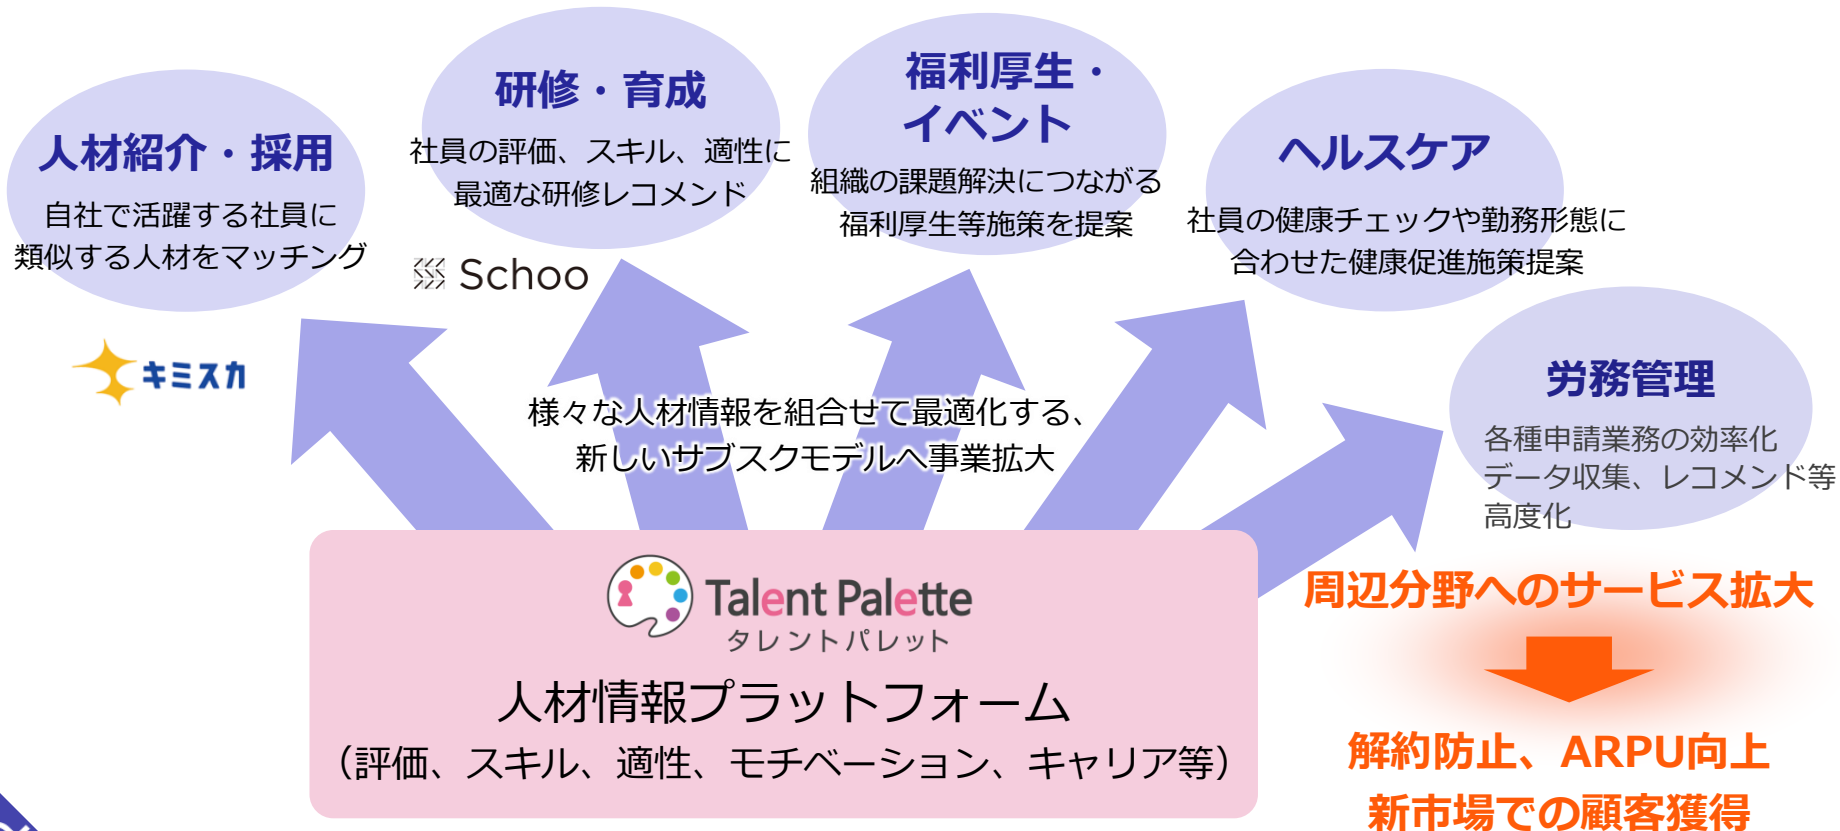 人材紹介・採用
自社で活躍する社員に
類似する人材をマッチング
キミスカ
研修・育成
社員の評価、スキル、適性に
最適な研修レコメンド
Schoo
福利厚生・
イベント
組織の課題解決につながる
福利厚生等施策を提案
ヘルスケア
社員の健康チェックや勤務形態に
合わせた健康促進施策提案
労務管理
各種申請業務の効率化
データ収集、レコメンド等
高度化
様々な人材情報を組合せて最適化する、
新しいサブスクモデルへ事業拡大
Talent Palette
タレントパレット
人材情報プラットフォーム
（評価、スキル、適性、モチベーション、キャリア等）
周辺分野へのサービス拡大
解約防止、ARPU向上
新市場での顧客獲得